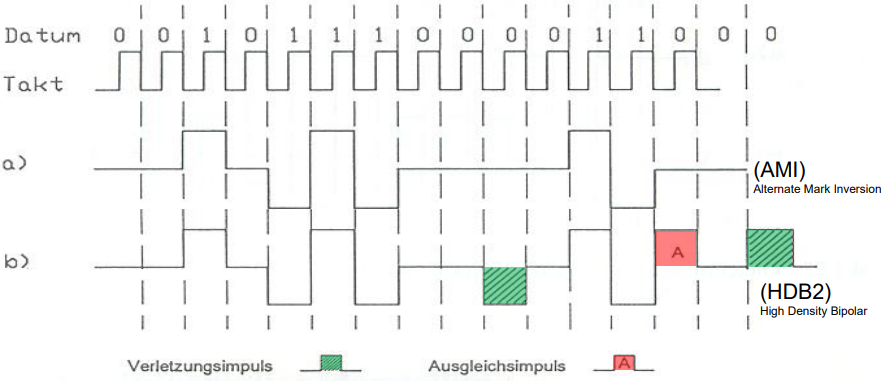 Datum 0 0 1 0 1 1 1 0 0 0 0 1 1 0 0 0
Takt
a)
(AMI)
Alternate Mark Inversion
b)
A
(HDB2)
High Density Bipolar
Verletzungsimpuls
Ausgleichsimpuls
A